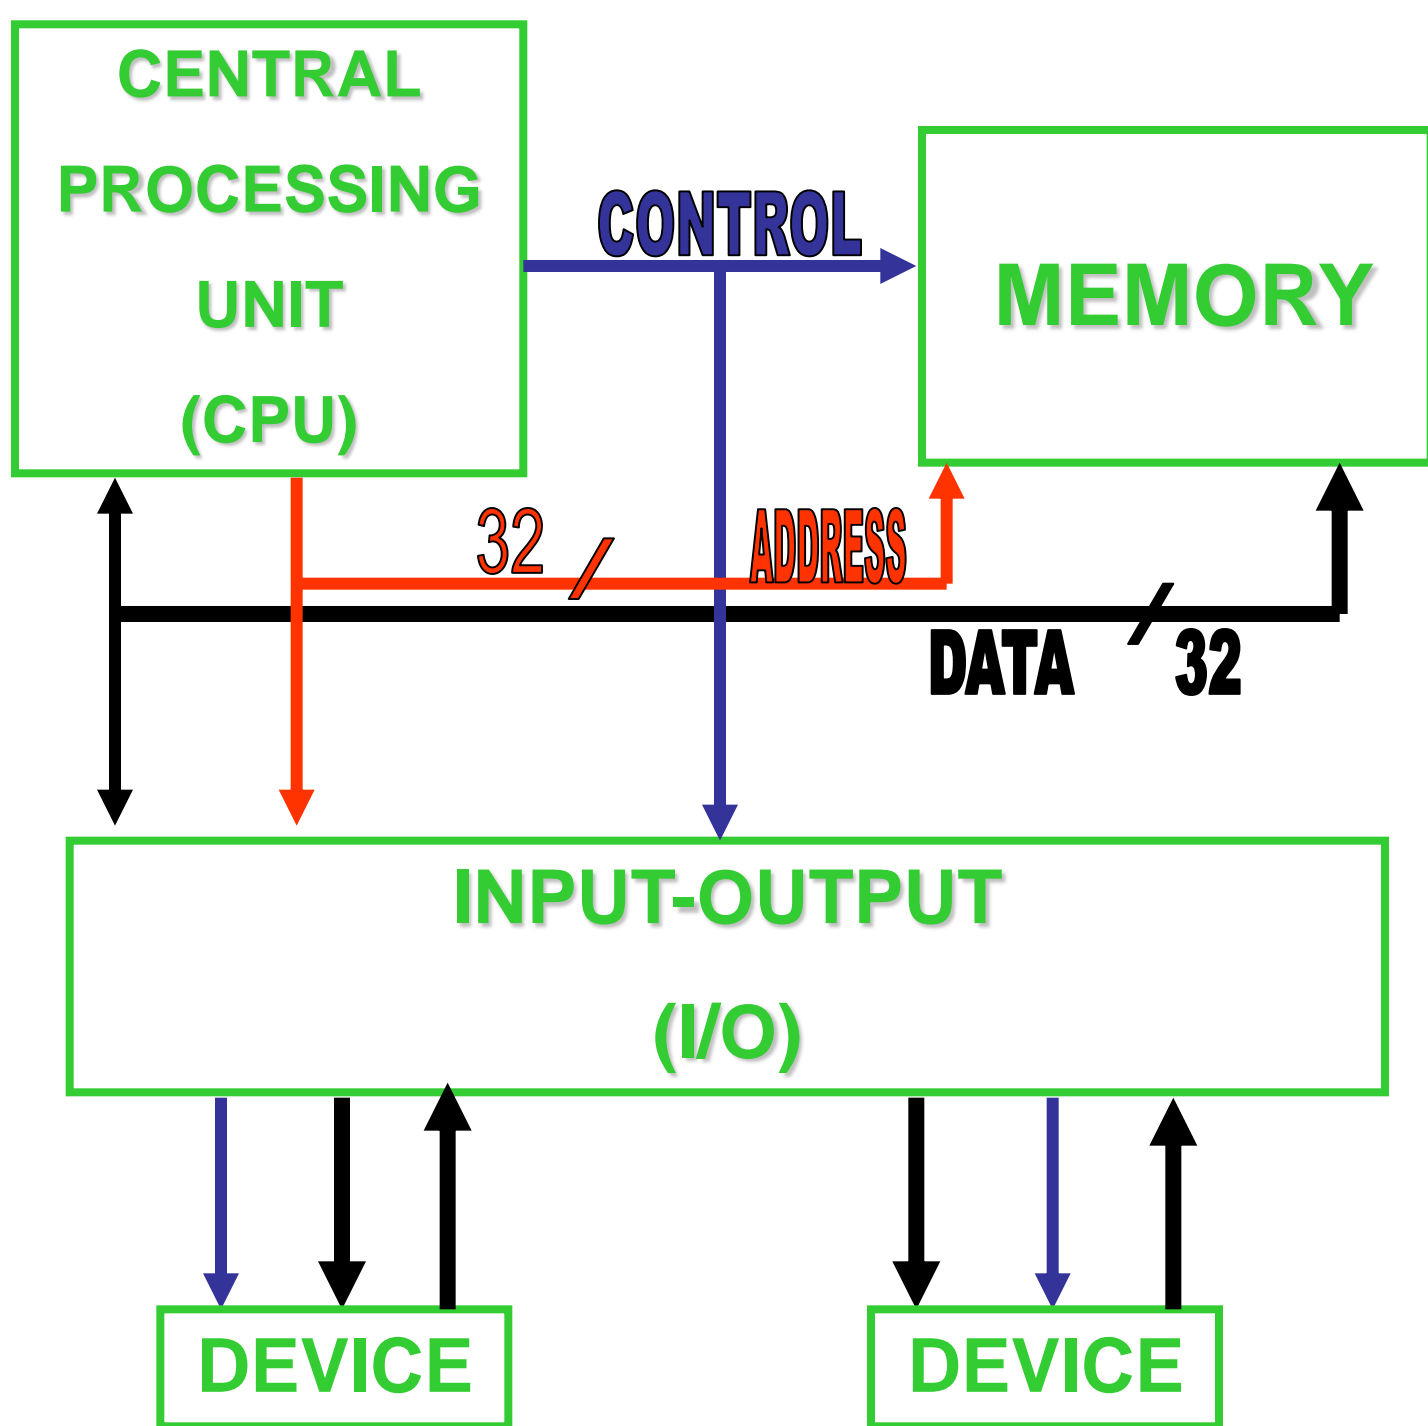 CENTRAL
PROCESSING
UNIT
(CPU)
CONTROL
MEMORY
32
ADDRESS
DATA
32
INPUT-OUTPUT
(I/O)
DEVICE
DEVICE